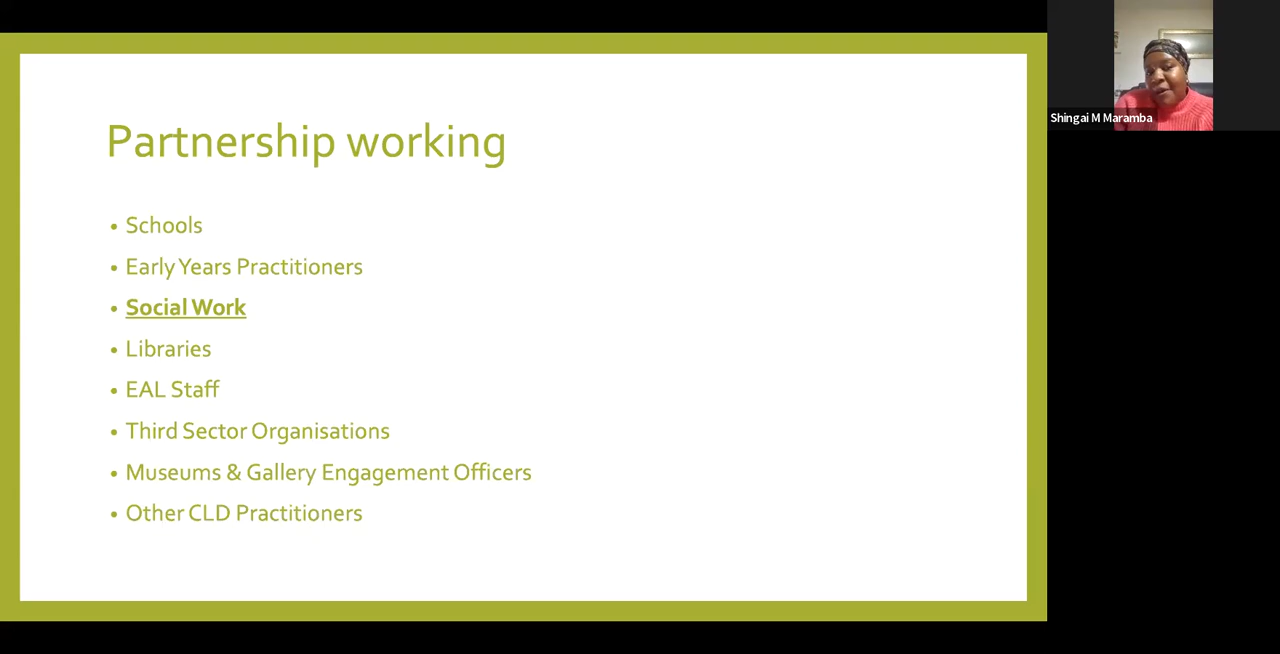 Partnership working
• Schools
• Early Years Practitioners
• Social Work
• Libraries
• EAL Staff
• Third Sector Organisations
• Museums & Gallery Engagement Officers
• Other CLD Practitioners
Shingai M Maramba